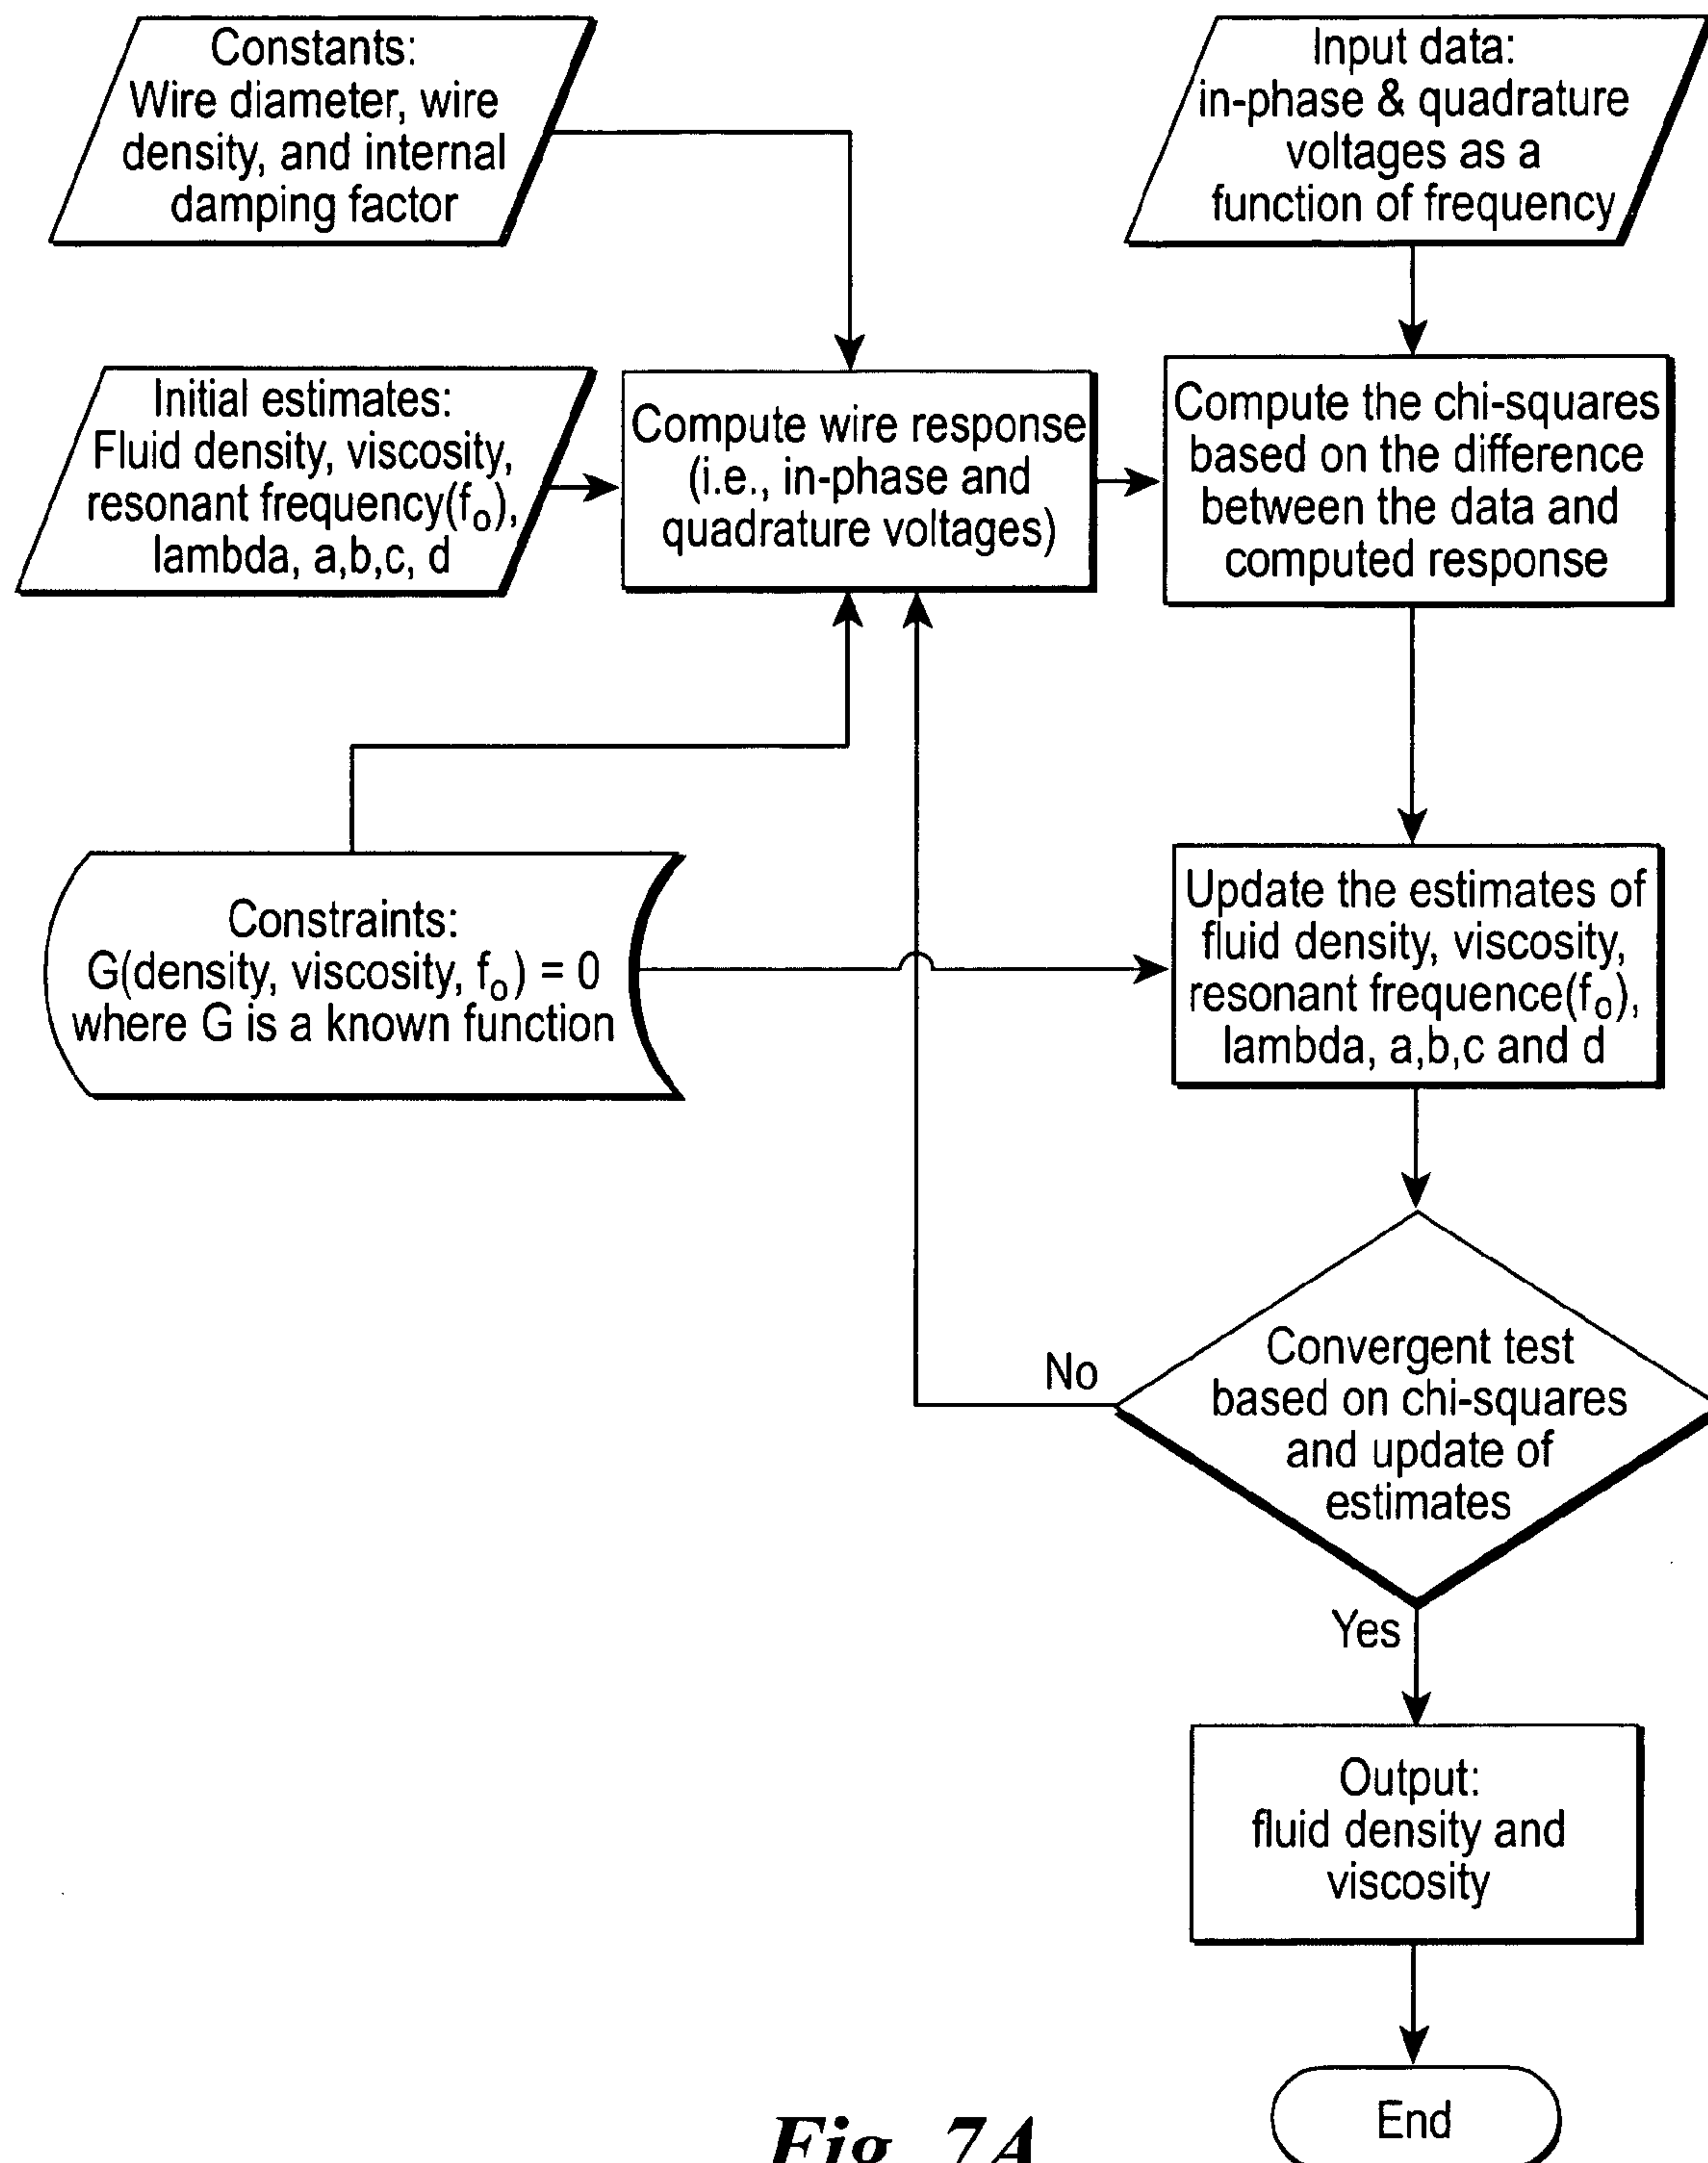 Constants:
Wire diameter, wire
density, and internal
damping factor
Input data:
in-phase & quadrature
voltages as a
function of frequency
Initial estimates:
Fluid density, viscosity,
resonant frequency(fₒ),
lambda, a,b,c, d
Compute wire response
(i.e., in-phase and
quadrature voltages)
Compute the chi-squares
based on the difference
between the data and
computed response
Constraints:
G(density, viscosity, fₒ) = 0
where G is a known function
Update the estimates of
fluid density, viscosity,
resonant frequence(fₒ),
lambda, a,b,c and d
Convergent test
based on chi-squares
and update of
estimates
No
Yes
Output:
fluid density and
viscosity
End
Fig. 7A